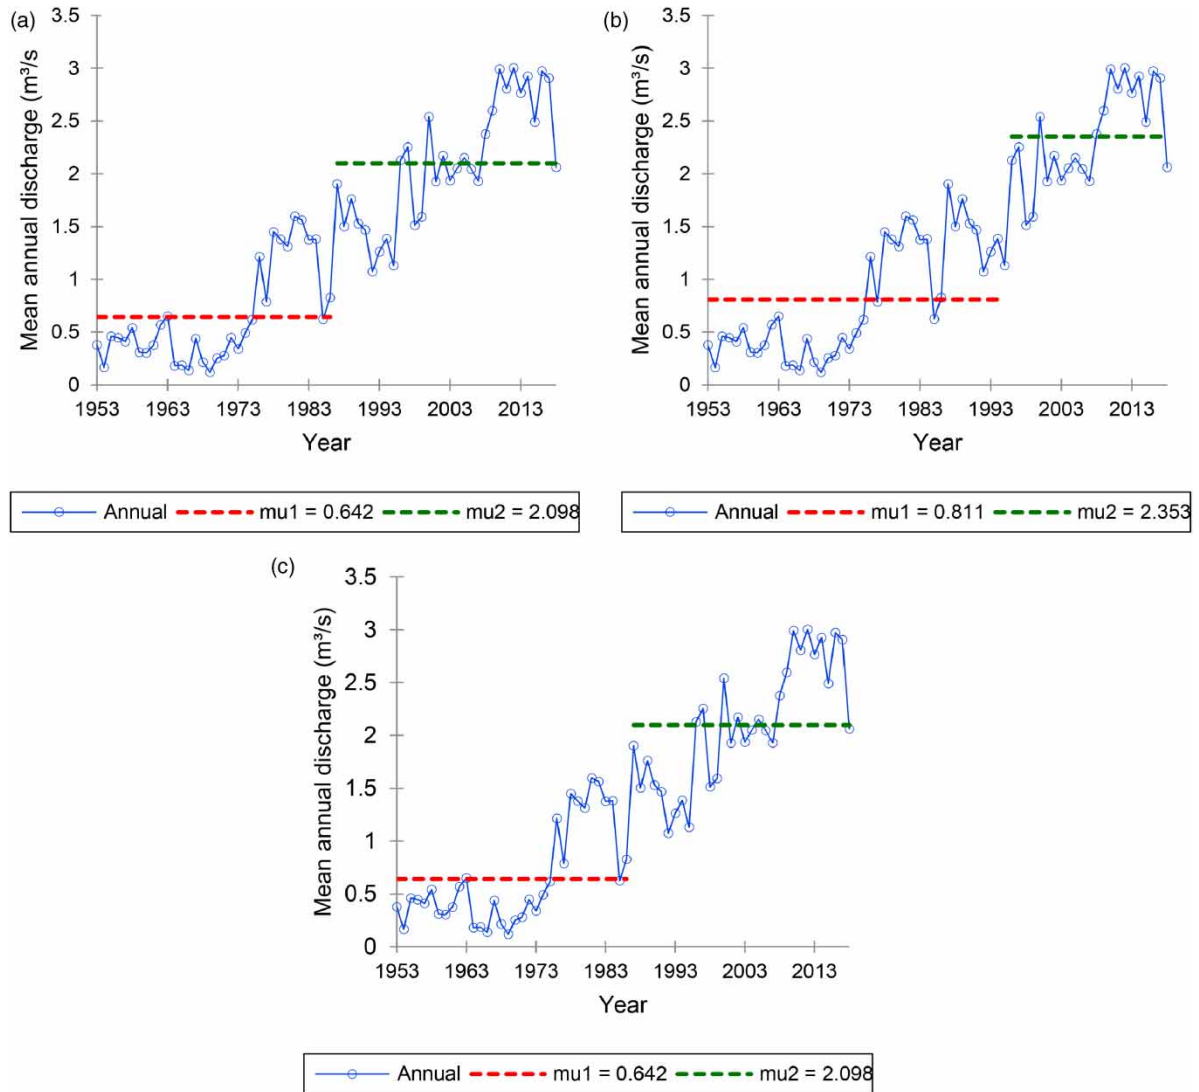 (a)
Mean annual discharge (m³/s
3.5
3
2.5
2
1.5
1
0.5
0
1953 1963 1973 1983 1993 2003 2013
Year
Annual mu1 = 0.642 mu2 = 2.098
(b)
Mean annual discharge (m³/s)
3.5
3
2.5
2
1.5
1
0.5
0
1953 1963 1973 1983 1993 2003 2013
Year
Annual mu1 = 0.811 mu2 = 2.353
(c)
Mean annual discharge (m³/s)
3.5
3
2.5
2
1.5
1
0.5
0
1953 1963 1973 1983 1993 2003 2013
Year
Annual mu1 = 0.642 mu2 = 2.098